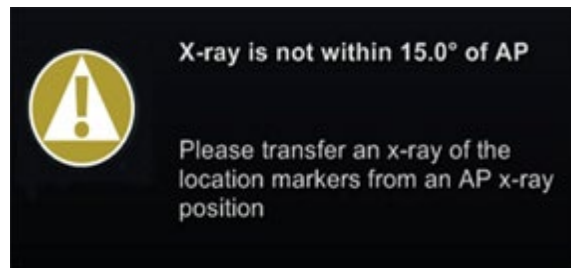 X-ray is not within 15.0° of AP
Please transfer an x-ray of the
location markers from an AP x-ray
position